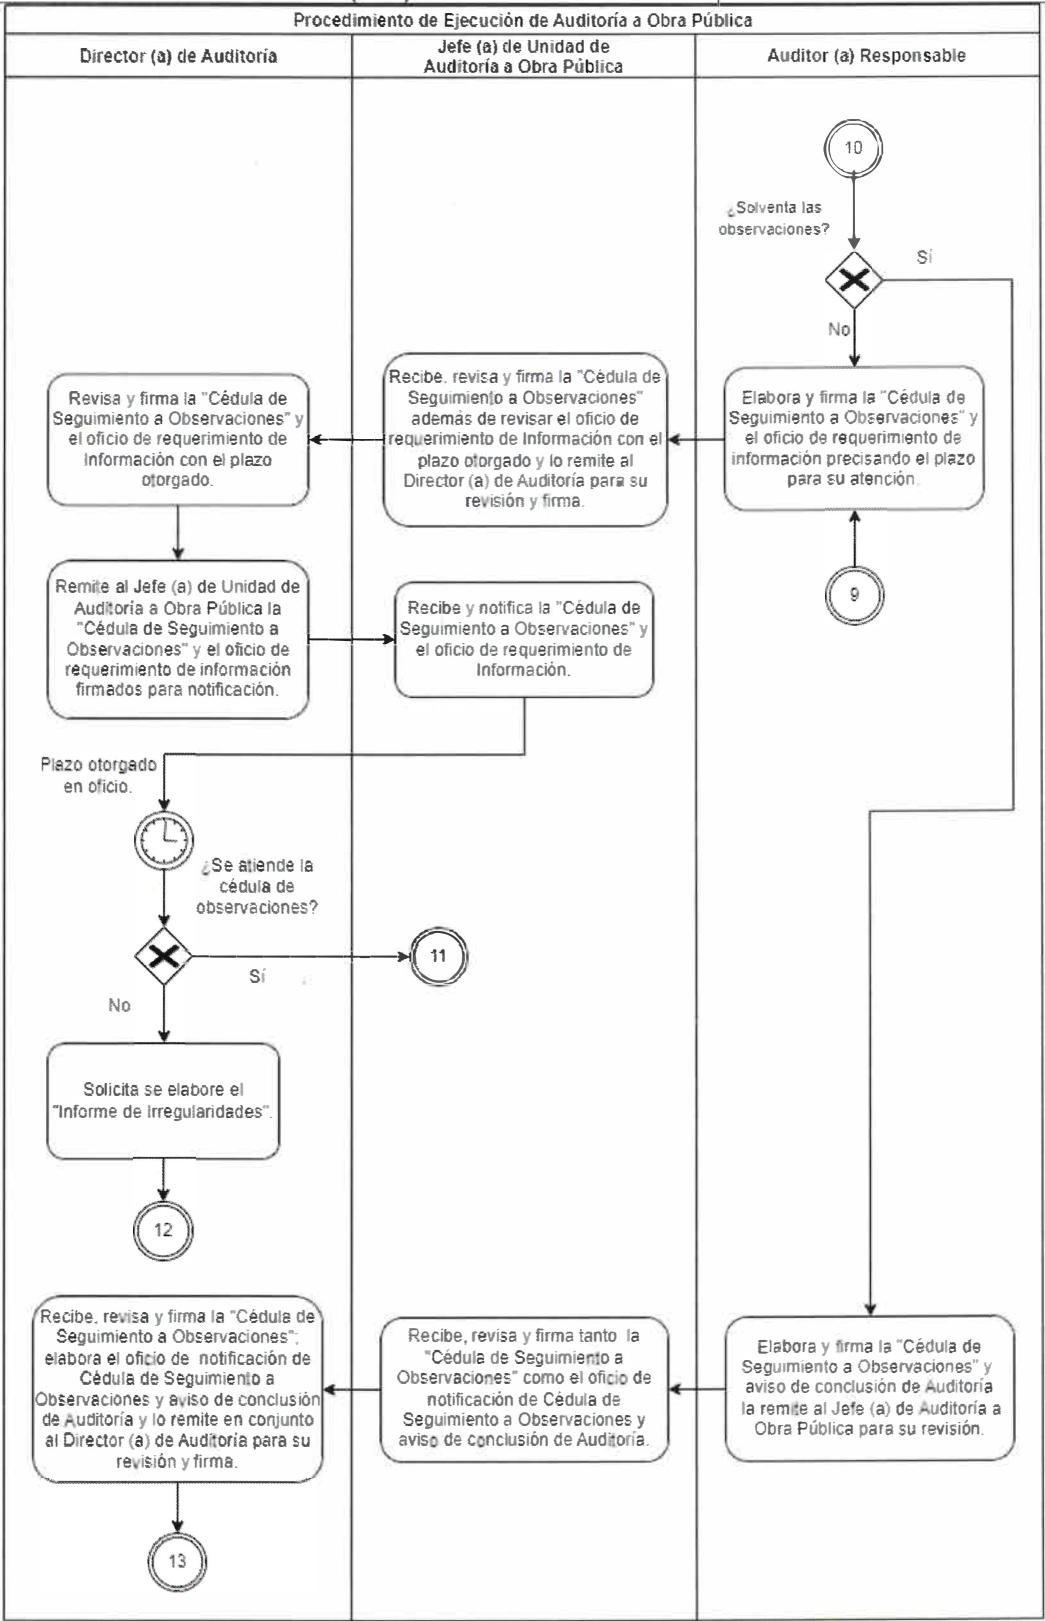 Procedimiento de Ejecución de Auditoría a Obra Pública
Director (a) de Auditoría
Jefe (a) de Unidad de
Auditoría a Obra Pública
Auditor (a) Responsable
10
¿Solventa las
observaciones?
Sí
No
Revisa y firma la "Cédula de
Seguimiento a Observaciones" y
el oficio de requerimiento de
Información con el plazo
otorgado.
Recibe, revisa y firma la "Cédula de
Seguimiento a Observaciones"
además de revisar el oficio de
requerimiento de Información con el
plazo otorgado y lo remite al
Director (a) de Auditoría para su
revisión y firma.
Elabora y firma la "Cédula de
Seguimiento a Observaciones" y
el oficio de requerimiento de
información precisando el plazo
para su atención.
9
Remite al Jefe (a) de Unidad de
Auditoría a Obra Pública la
"Cédula de Seguimiento a
Observaciones" y el oficio de
requerimiento de información
firmados para notificación.
Recibe y notifica la "Cédula de
Seguimiento a Observaciones" y
el oficio de requerimiento de
Información.
Plazo otorgado
en oficio.
¿Se atiende la
cédula de
observaciones?
Sí
11
No
Solicita se elabore el
"Informe de Irregularidades".
12
Recibe, revisa y firma la "Cédula de
Seguimiento a Observaciones";
elabora el oficio de notificación de
Cédula de Seguimiento a
Observaciones y aviso de conclusión
de Auditoría y lo remite en conjunto
al Director (a) de Auditoría para su
revisión y firma.
Recibe, revisa y firma tanto la
"Cédula de Seguimiento a
Observaciones" como el oficio de
notificación de Cédula de
Seguimiento a Observaciones y
aviso de conclusión de Auditoría.
Elabora y firma la "Cédula de
Seguimiento a Observaciones" y
aviso de conclusión de Auditoría
la remite al Jefe (a) de Auditoría a
Obra Pública para su revisión.
13